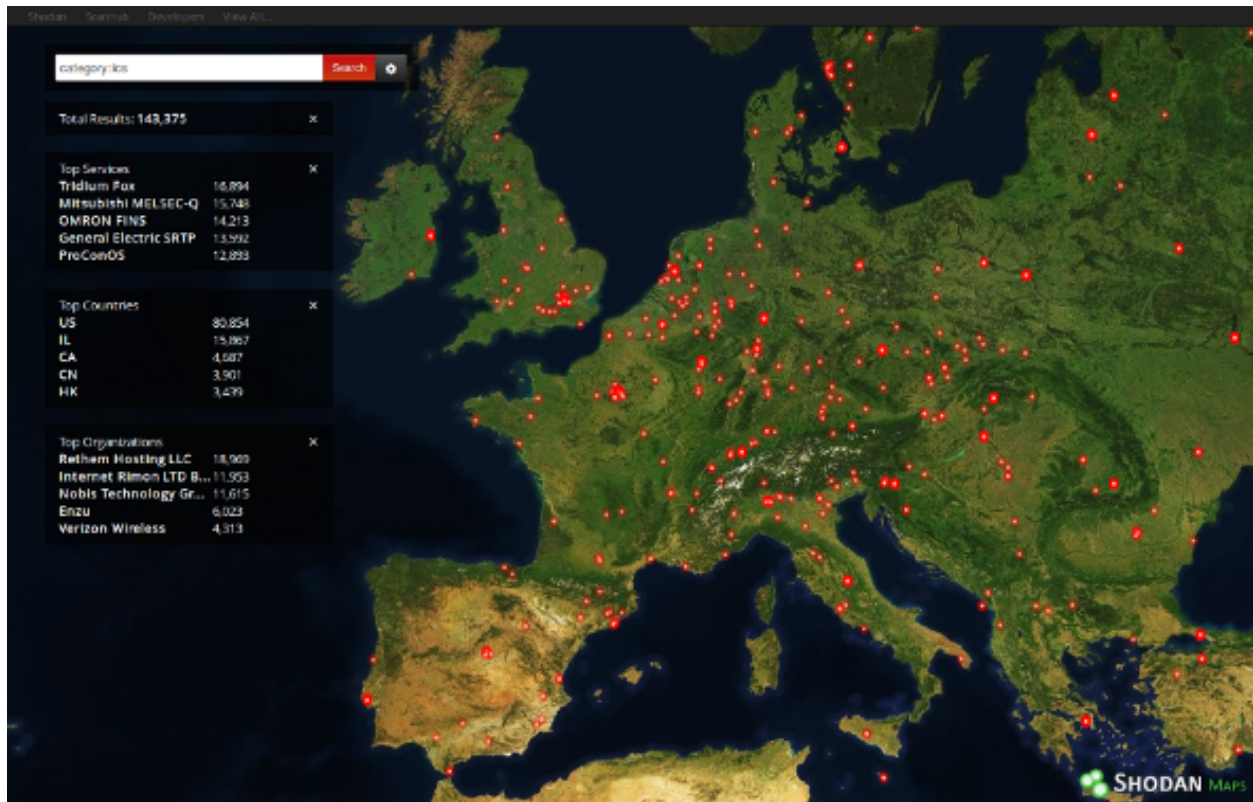 Shodan Scanhub Developers View All...
category:ics
Search
Total Results: 143,375 ×
Top Services ×
Tridium Fox 16,894
Mitsubishi MELSEC-Q 15,748
OMRON FINS 14,213
General Electric SRTP 13,592
ProConOS 12,893
Top Countries ×
US 80,854
IL 15,867
CA 4,687
CN 3,901
HK 3,439
Top Organizations ×
Rethem Hosting LLC 18,969
Internet Rimon LTD B... 11,953
Nobis Technology Gr... 11,615
Enzu 6,023
Verizon Wireless 4,313
SHODAN MAPS